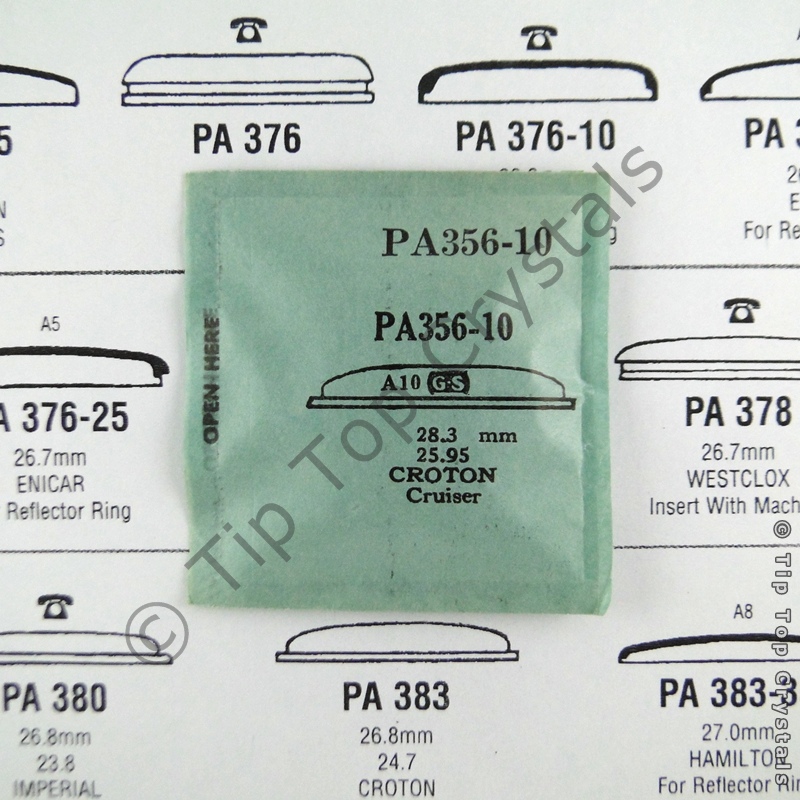 5
PA 376
PA 376-10
PA 3
For Re
PA356-10
PA356-10
A10 GS
28.3 mm
25.95
CROTON
Cruiser
OPEN HERE
A5
A 376-25
26.7mm
ENICAR
Reflector Ring
PA 378
26.7mm
WESTCLOX
Insert With Mach
PA 380
26.8mm
23.8
IMPERIAL
PA 383
26.8mm
24.7
CROTON
A8
PA 383-3
27.0mm
HAMILTO
For Reflector Rin
© Tip Top Crystals
© Tip Top Crystals